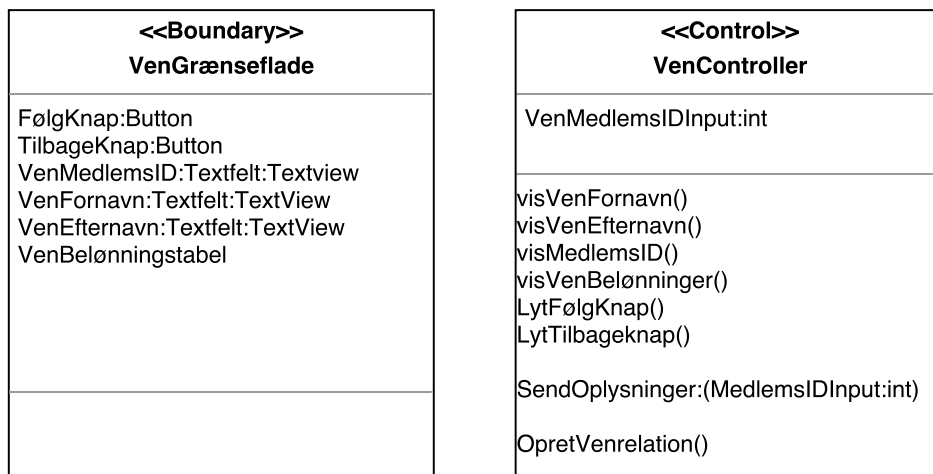 <<Boundary>>
VenGrænseflade
FølgKnap:Button
TilbageKnap:Button
VenMedlemsID:Textfelt:Textview
VenFornavn:Textfelt:TextView
VenEfternavn:Textfelt:TextView
VenBelønningstabel
<<Control>>
VenController
VenMedlemsIDInput:int
visVenFornavn()
visVenEfternavn()
visMedlemsID()
visVenBelønninger()
LytFølgKnap()
LytTilbageknap()
SendOplysninger:(MedlemsIDInput:int)
OpretVenrelation()